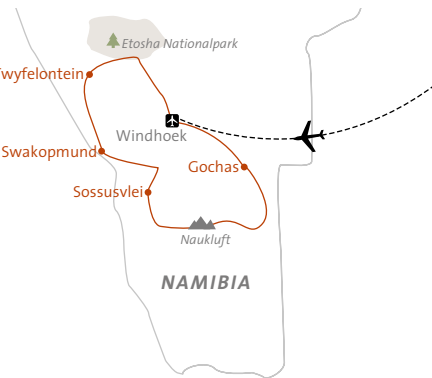 Etosha Nationalpark
wyfelontein
Windhoek
Swakopmund
Gochas
Sossusvlei
Naukluft
NAMIBIA